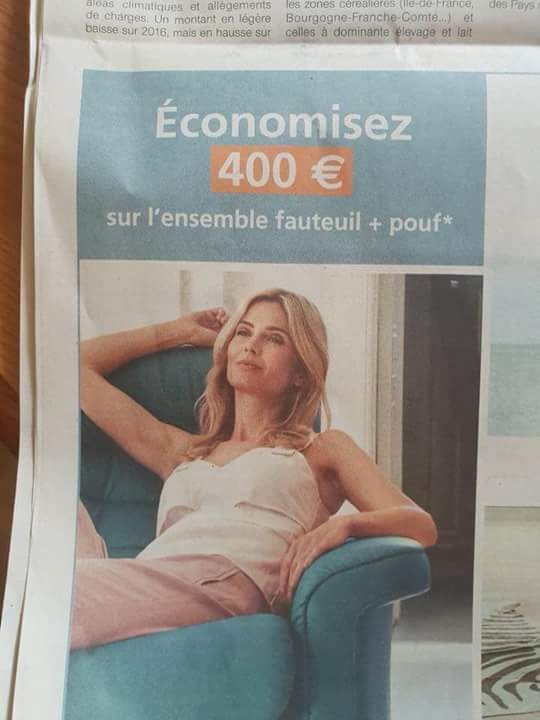 aléas climatiques et allègements
de charges. Un montant en légère
baisse sur 2016, mais en hausse sur
les zones céréalières (Ile-de-France,
Bourgogne-Franche-Comté...) et
celles à dominante élevage et lait
des Pays
Économisez
400 €
sur l'ensemble fauteuil + pouf*